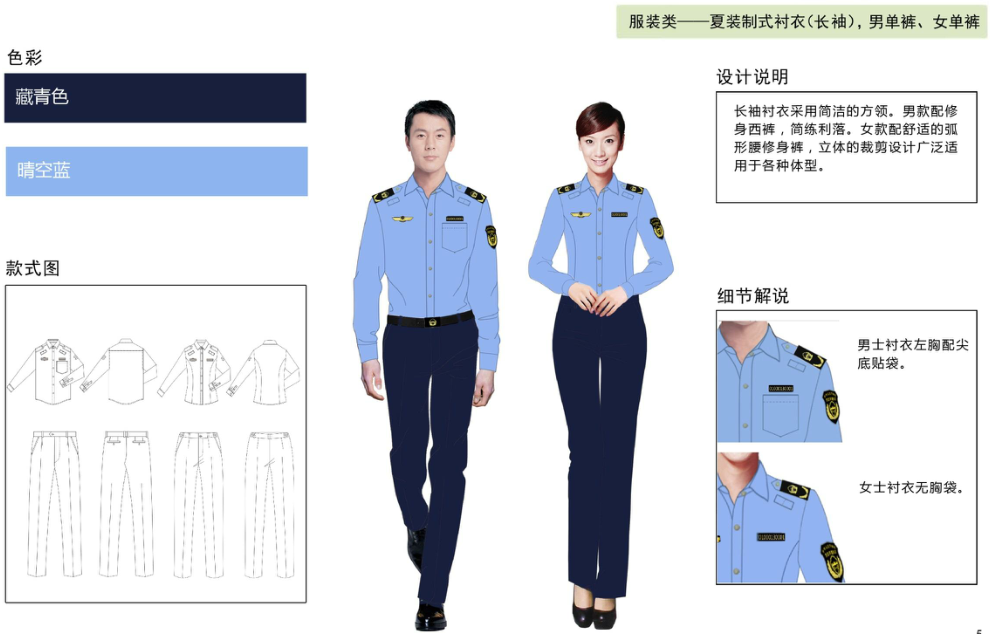 服装类——夏装制式衬衣(长袖),男单裤、女单裤
色彩
藏青色
晴空蓝
款式图
设计说明
长袖衬衣采用简洁的方领。男款配修
身西裤，简练利落。女款配舒适的弧
形腰修身裤，立体的裁剪设计广泛适
用于各种体型。
细节解说
男士衬衣左胸配尖
底贴袋。
女士衬衣无胸袋。
5